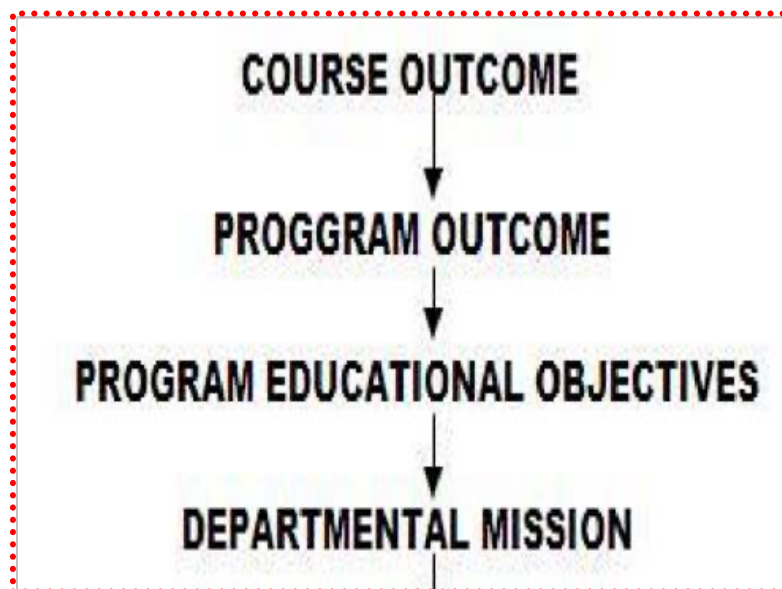 COURSE OUTCOME
PROGGRAM OUTCOME
PROGRAM EDUCATIONAL OBJECTIVES
DEPARTMENTAL MISSION